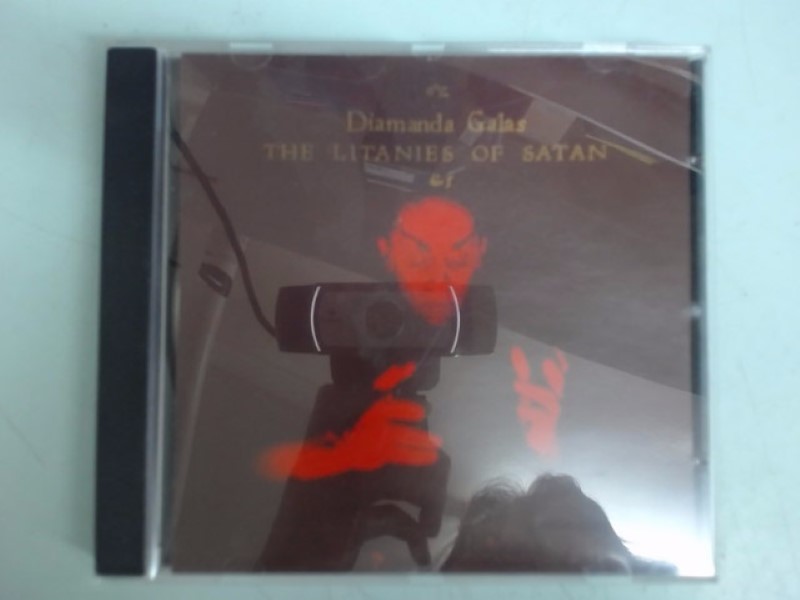 Diamanda Galas
THE LITANIES OF SATAN